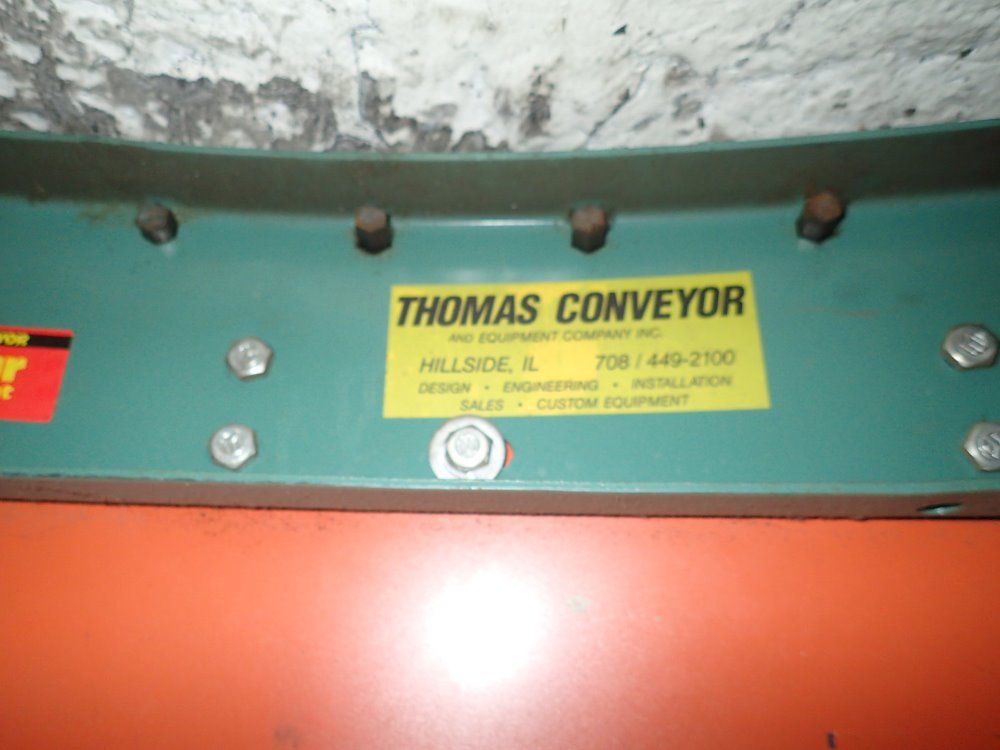 THOMAS CONVEYOR
AND EQUIPMENT COMPANY INC.
HILLSIDE, IL 708 / 449-2100
DESIGN • ENGINEERING • INSTALLATION
SALES • CUSTOM EQUIPMENT